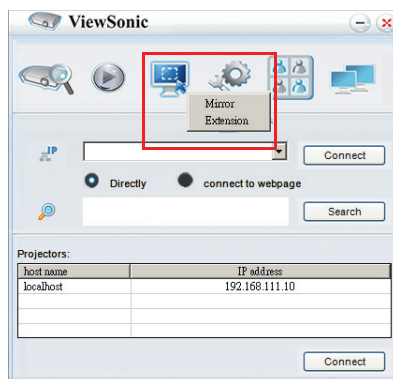 ViewSonic
Mirror
Extension
IP
Connect
Directly connect to webpage
Search
Projectors:
host name IP address
localhost 192.168.111.10
Connect